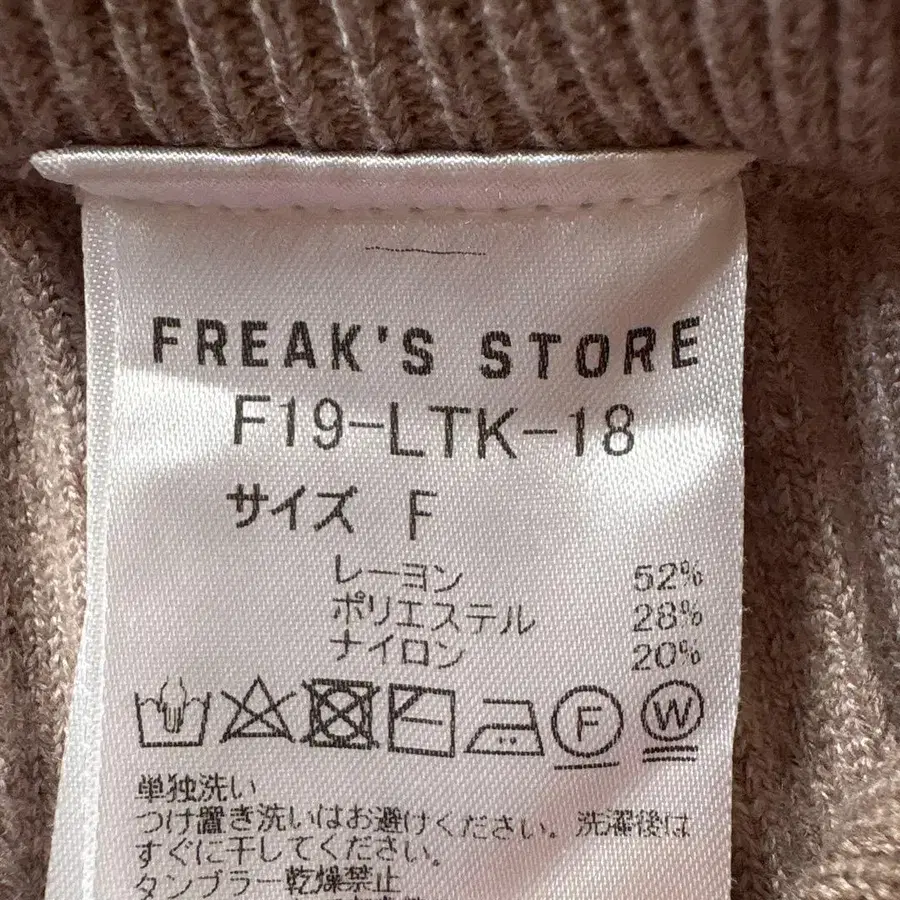 FREAK'S STORE
F19-LTK-18
サイズ F
レーヨン 52%
ポリエステル 28%
ナイロン 20%
F W
単独洗い
つけ置き洗いはお避けください。洗濯後は
すぐに干してください。
タンブラー乾燥禁止